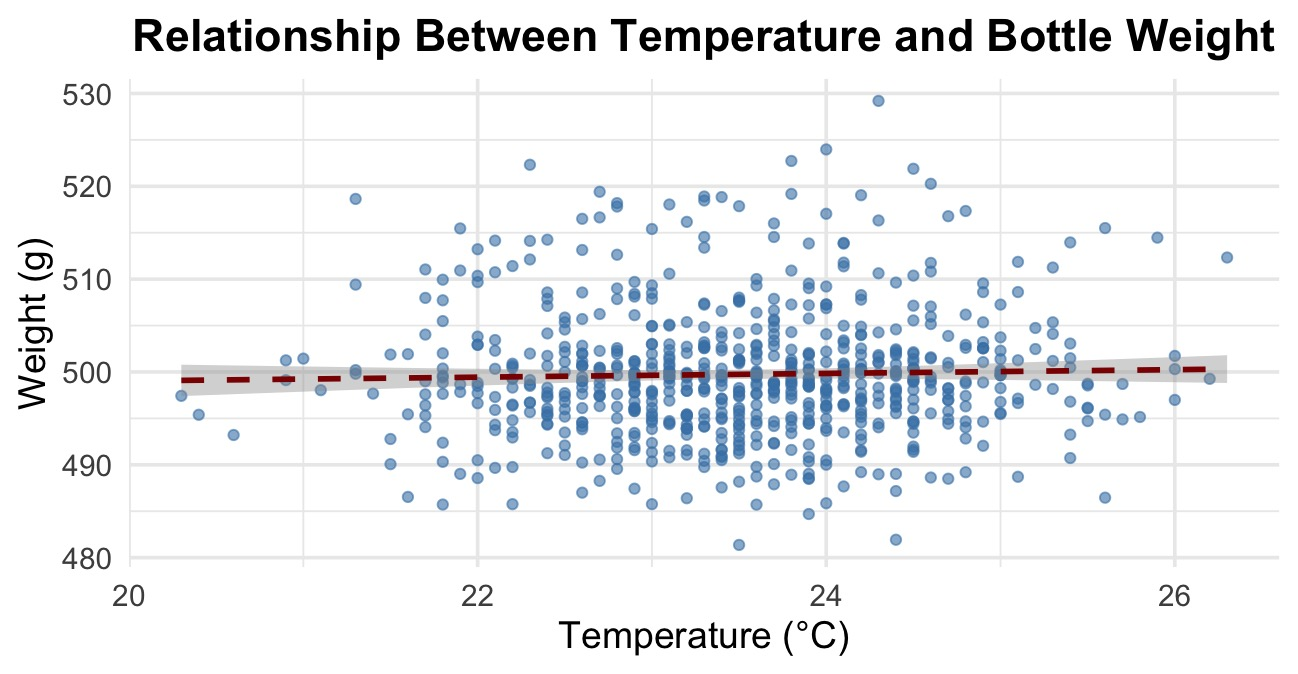 Relationship Between Temperature and Bottle Weight
530
520
510
500
490
480
Weight (g)
20 22 24 26
Temperature (°C)